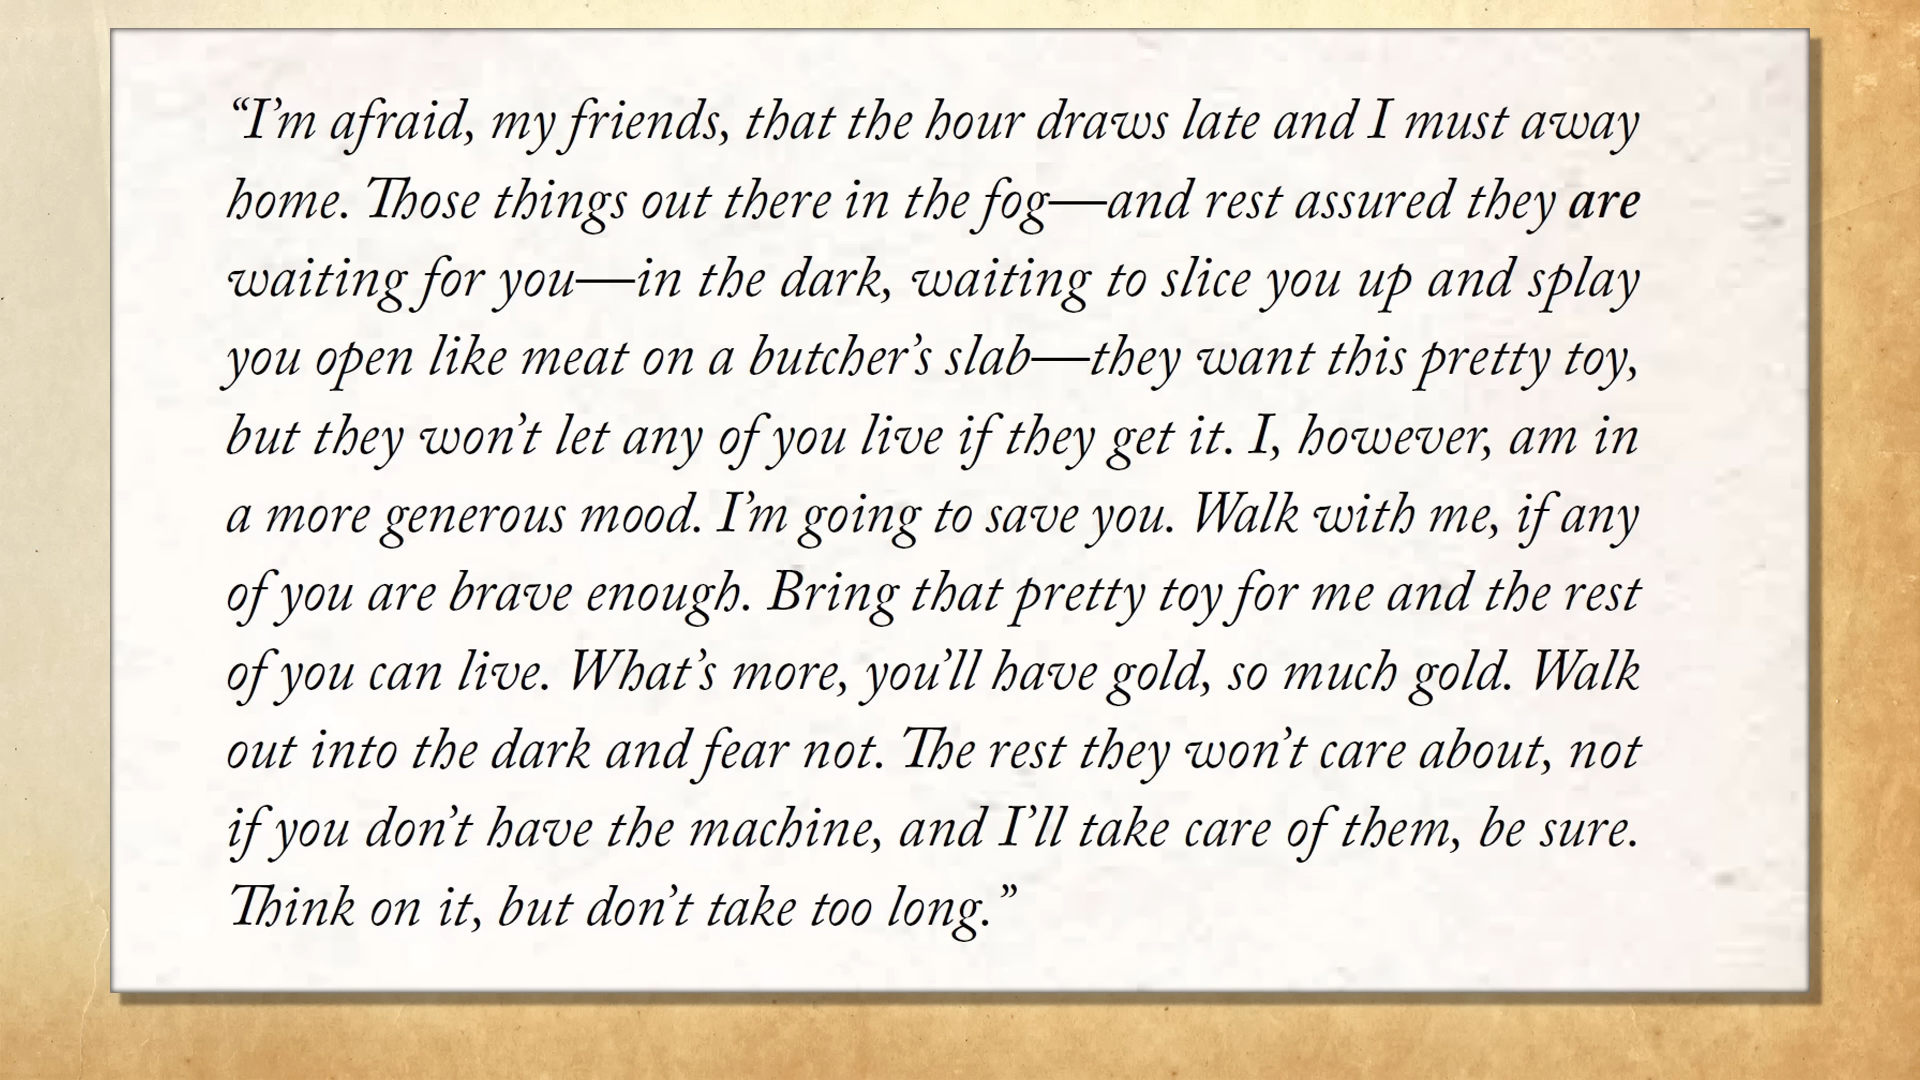 “I’m afraid, my friends, that the hour draws late and I must away
home. Those things out there in the fog—and rest assured they are
waiting for you—in the dark, waiting to slice you up and splay
you open like meat on a butcher’s slab—they want this pretty toy,
but they won’t let any of you live if they get it. I, however, am in
a more generous mood. I’m going to save you. Walk with me, if any
of you are brave enough. Bring that pretty toy for me and the rest
of you can live. What’s more, you’ll have gold, so much gold. Walk
out into the dark and fear not. The rest they won’t care about, not
if you don’t have the machine, and I’ll take care of them, be sure.
Think on it, but don’t take too long.”